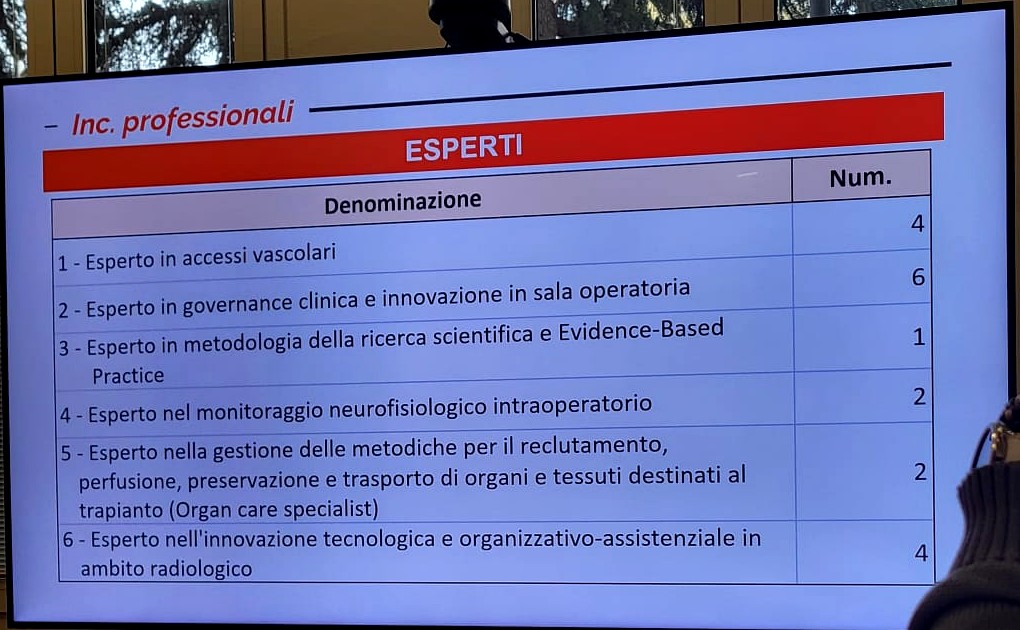 – Inc. professionali
ESPERTI
Denominazione Num.
1 - Esperto in accessi vascolari 4
2 - Esperto in governance clinica e innovazione in sala operatoria 6
3 - Esperto in metodologia della ricerca scientifica e Evidence-Based
Practice 1
4 - Esperto nel monitoraggio neurofisiologico intraoperatorio 2
5 - Esperto nella gestione delle metodiche per il reclutamento,
perfusione, preservazione e trasporto di organi e tessuti destinati al 2
trapianto (Organ care specialist)
6 - Esperto nell'innovazione tecnologica e organizzativo-assistenziale in
ambito radiologico 4